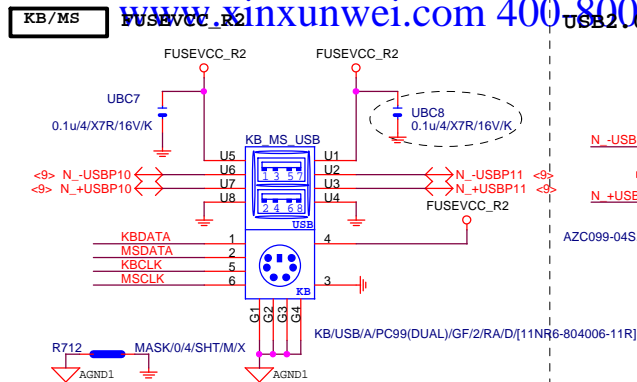 KB/MS
FUSEVCC_R2
www.xinxunwei.com 400-800
USB2.0
FUSEVCC_R2
FUSEVCC_R2
UBC7
0.1u/4/X7R/16V/K
UBC8
0.1u/4/X7R/16V/K
KB_MS_USB
U5
U6
U7
U8
U1
U2
U3
U4
1 3 5 7
2 4 6 8
USB
<9> N_-USBP10
<9> N_+USBP10
N_-USBP11 <9>
N_+USBP11 <9>
N_-USB
N_+USB
FUSEVCC_R2
AZC099-04S
KBDATA 1
MSDATA 2
KBCLK 5
MSCLK 6
4
3
KB
G1
G2
G3
G4
KB/USB/A/PC99(DUAL)/GF/2/RA/D/[11NR6-804006-11R]
R712
MASK/0/4/SHT/M/X
AGND1
AGND1